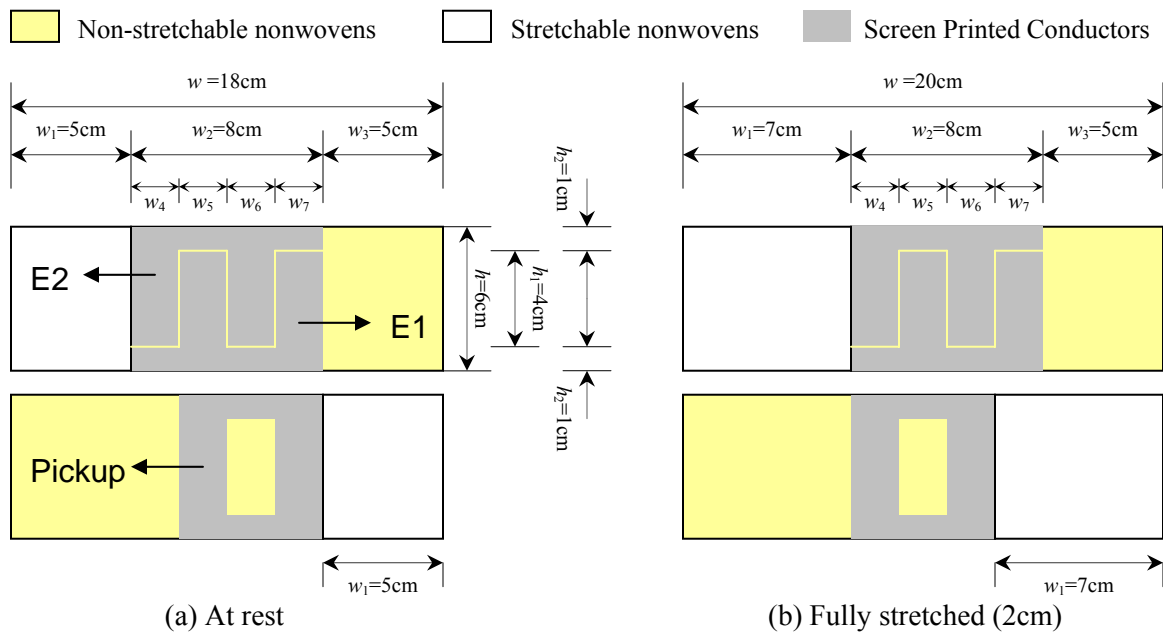 Non-stretchable nonwovens
Stretchable nonwovens
Screen Printed Conductors
w =18cm
w1=5cm
w2=8cm
w3=5cm
w4
w5
w6
w7
h2=1cm
h=6cm
h1=4cm
h2=1cm
E2
E1
Pickup
w1=5cm
(a) At rest
w =20cm
w1=7cm
w2=8cm
w3=5cm
w4
w5
w6
w7
w1=7cm
(b) Fully stretched (2cm)